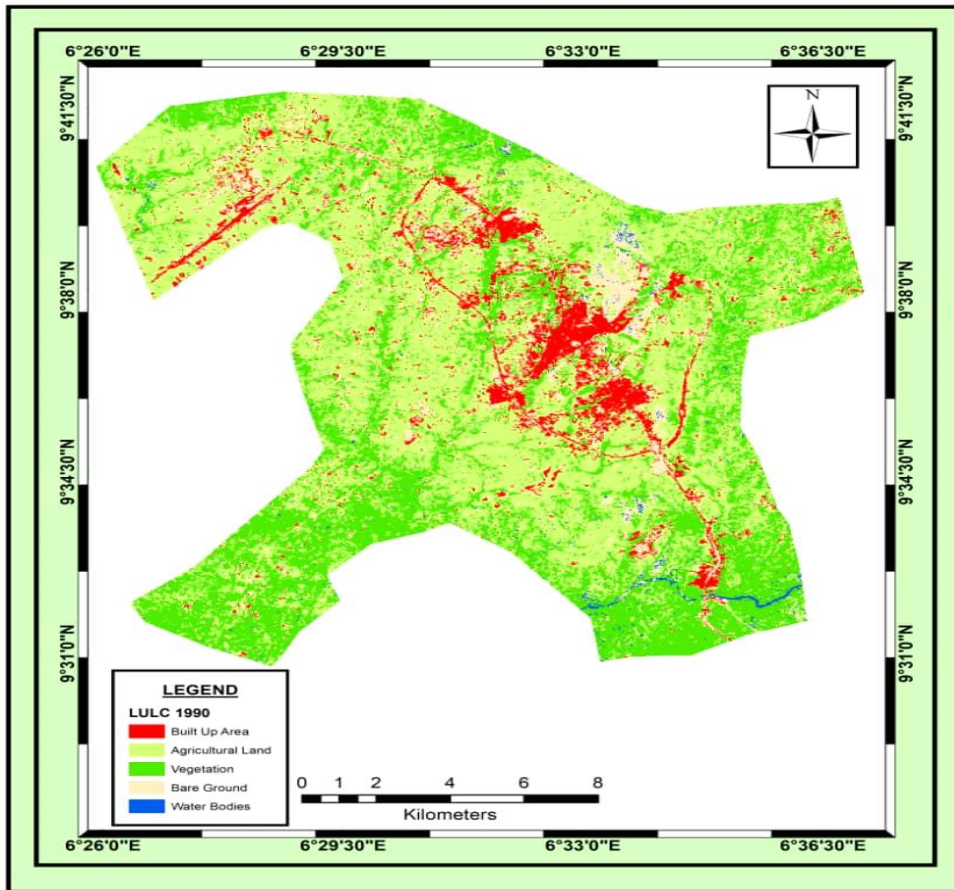 6°26'0"E 6°29'30"E 6°33'0"E 6°36'30"E
N
9°41'30"N 9°41'30"N
9°38'0"N 9°38'0"N
9°34'30"N 9°34'30"N
9°31'0"N 9°31'0"N
LEGEND
LULC 1990
Built Up Area
Agricultural Land
Vegetation
Bare Ground
Water Bodies
0 1 2 4 6 8
Kilometers
6°26'0"E 6°29'30"E 6°33'0"E 6°36'30"E